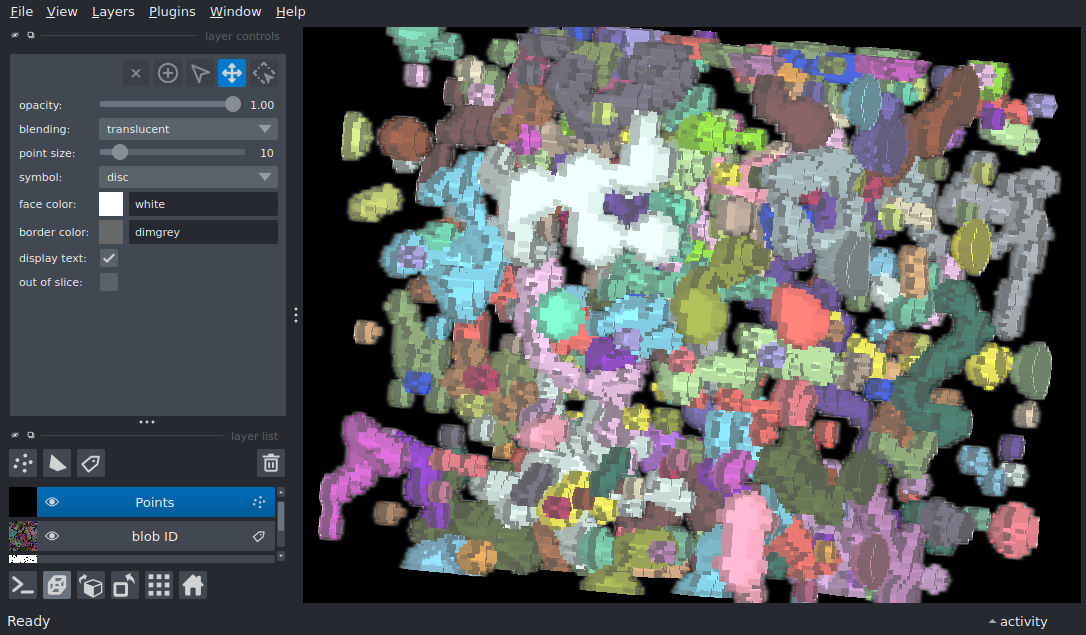 File View Layers Plugins Window Help
layer controls
opacity: 1.00
blending: translucent
point size: 10
symbol: disc
face color: white
border color: dimgrey
display text:
out of slice:
layer list
Points
blob ID
Ready
activity